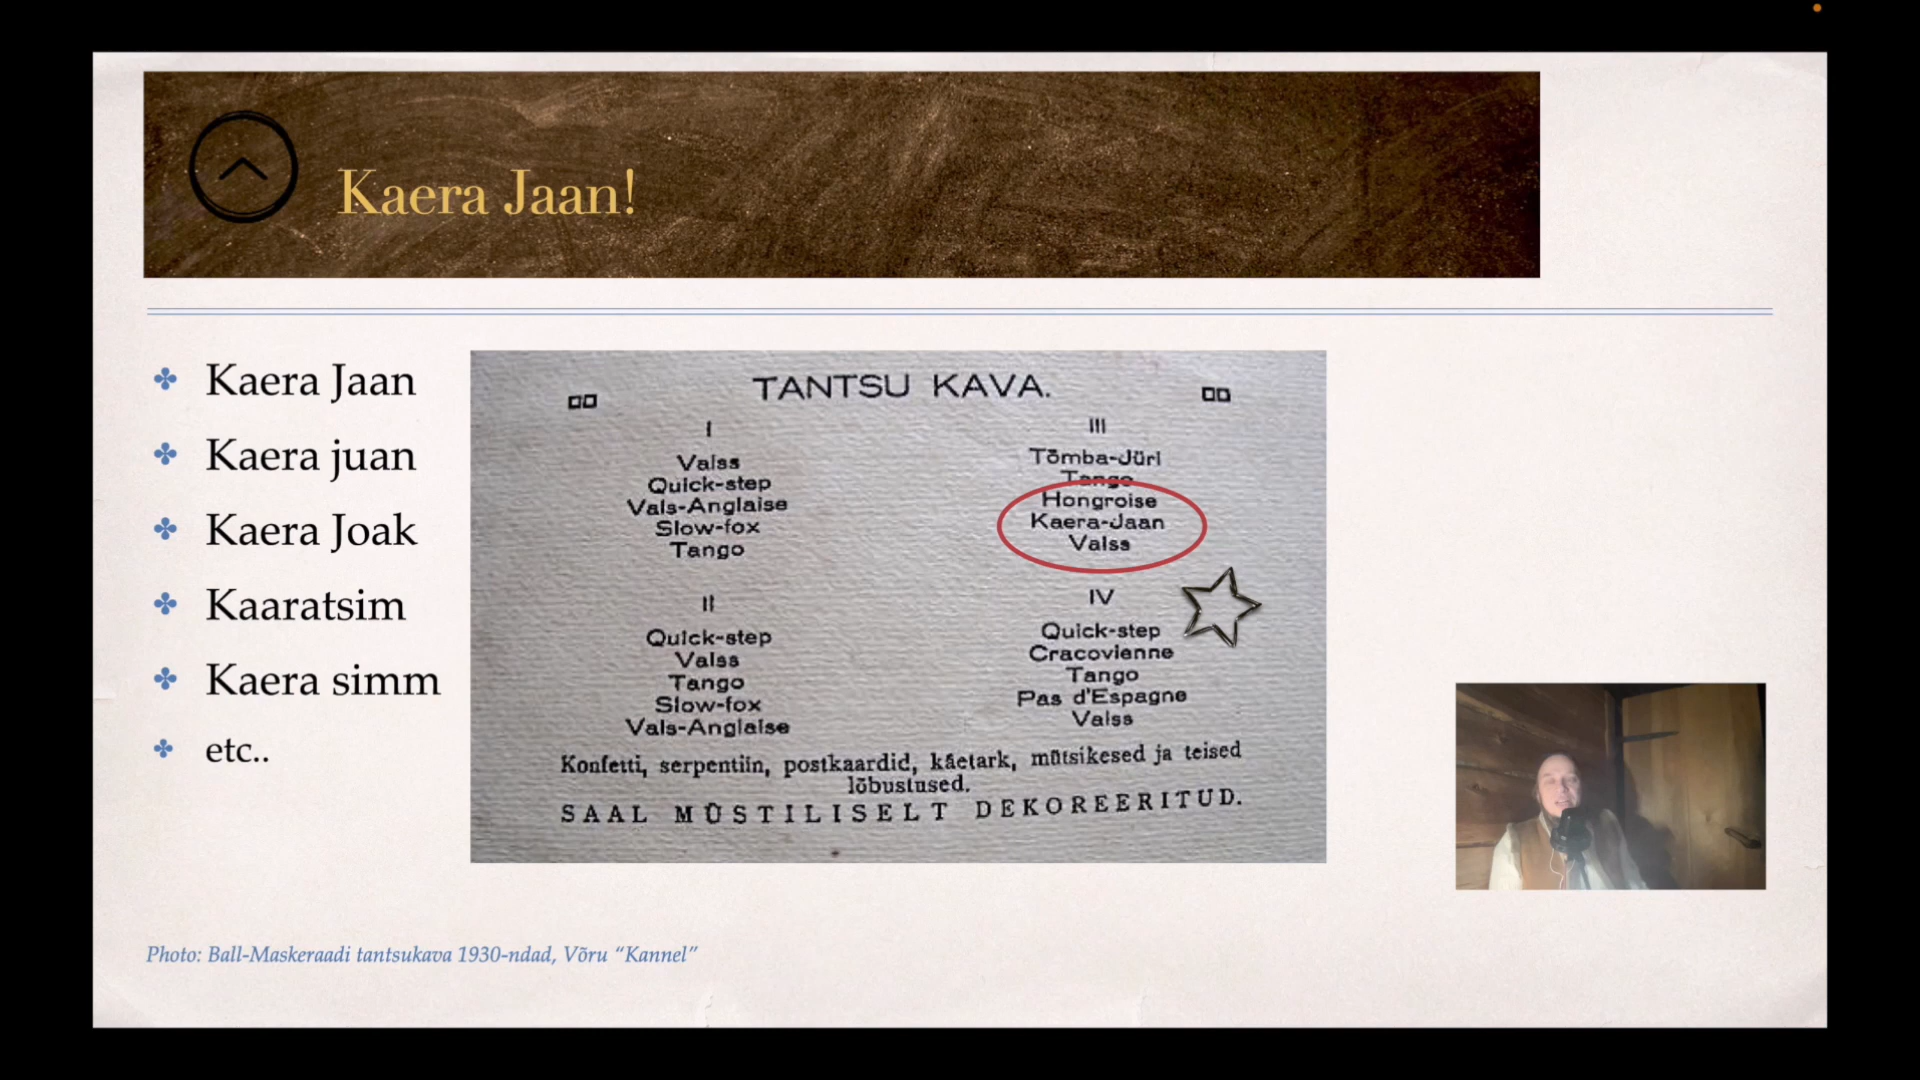 Kaera Jaan!
Kaera Jaan
Kaera juan
Kaera Joak
Kaaratsim
Kaera simm
etc..
TANTSU KAVA.
I
Valss
Quick-step
Vals-Anglaise
Slow-fox
Tango
II
Quick-step
Valss
Tango
Slow-fox
Vals-Anglaise
III
Tõmba-Jüri
Tango
Hongroise
Kaera-Jaan
Valss
IV
Quick-step
Cracovienne
Tango
Pas d'Espagne
Valss
Konfetti, serpentiin, postkaardid, käetark, mütsikesed ja teised
lõbustused.
SAAL MÜSTILISELT DEKOREERITUD.
Photo: Ball-Maskeraadi tantsukava 1930-ndad, Võru “Kannel”